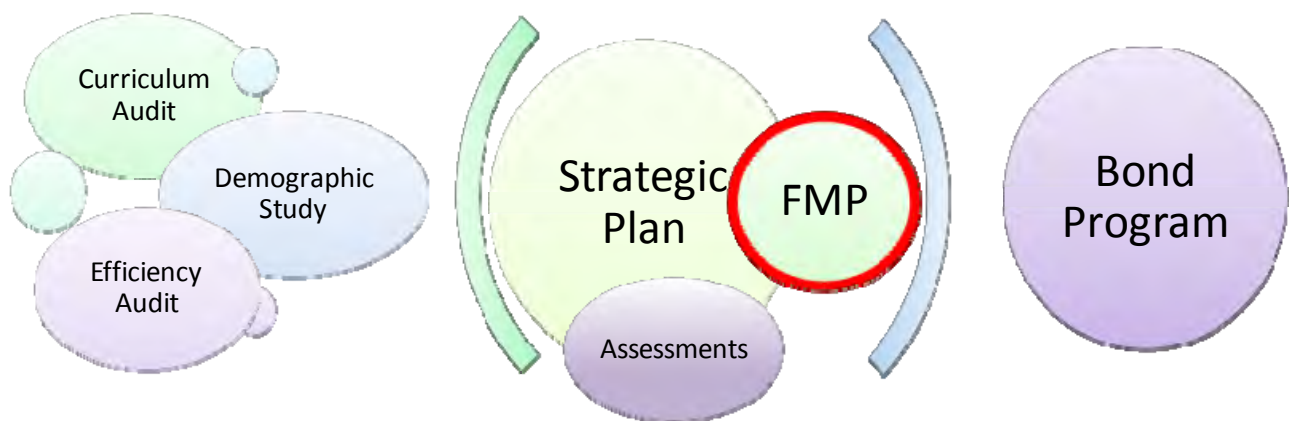 Curriculum
Audit
Demographic
Study
Efficiency
Audit
Strategic
Plan
FMP
Assessments
Bond
Program